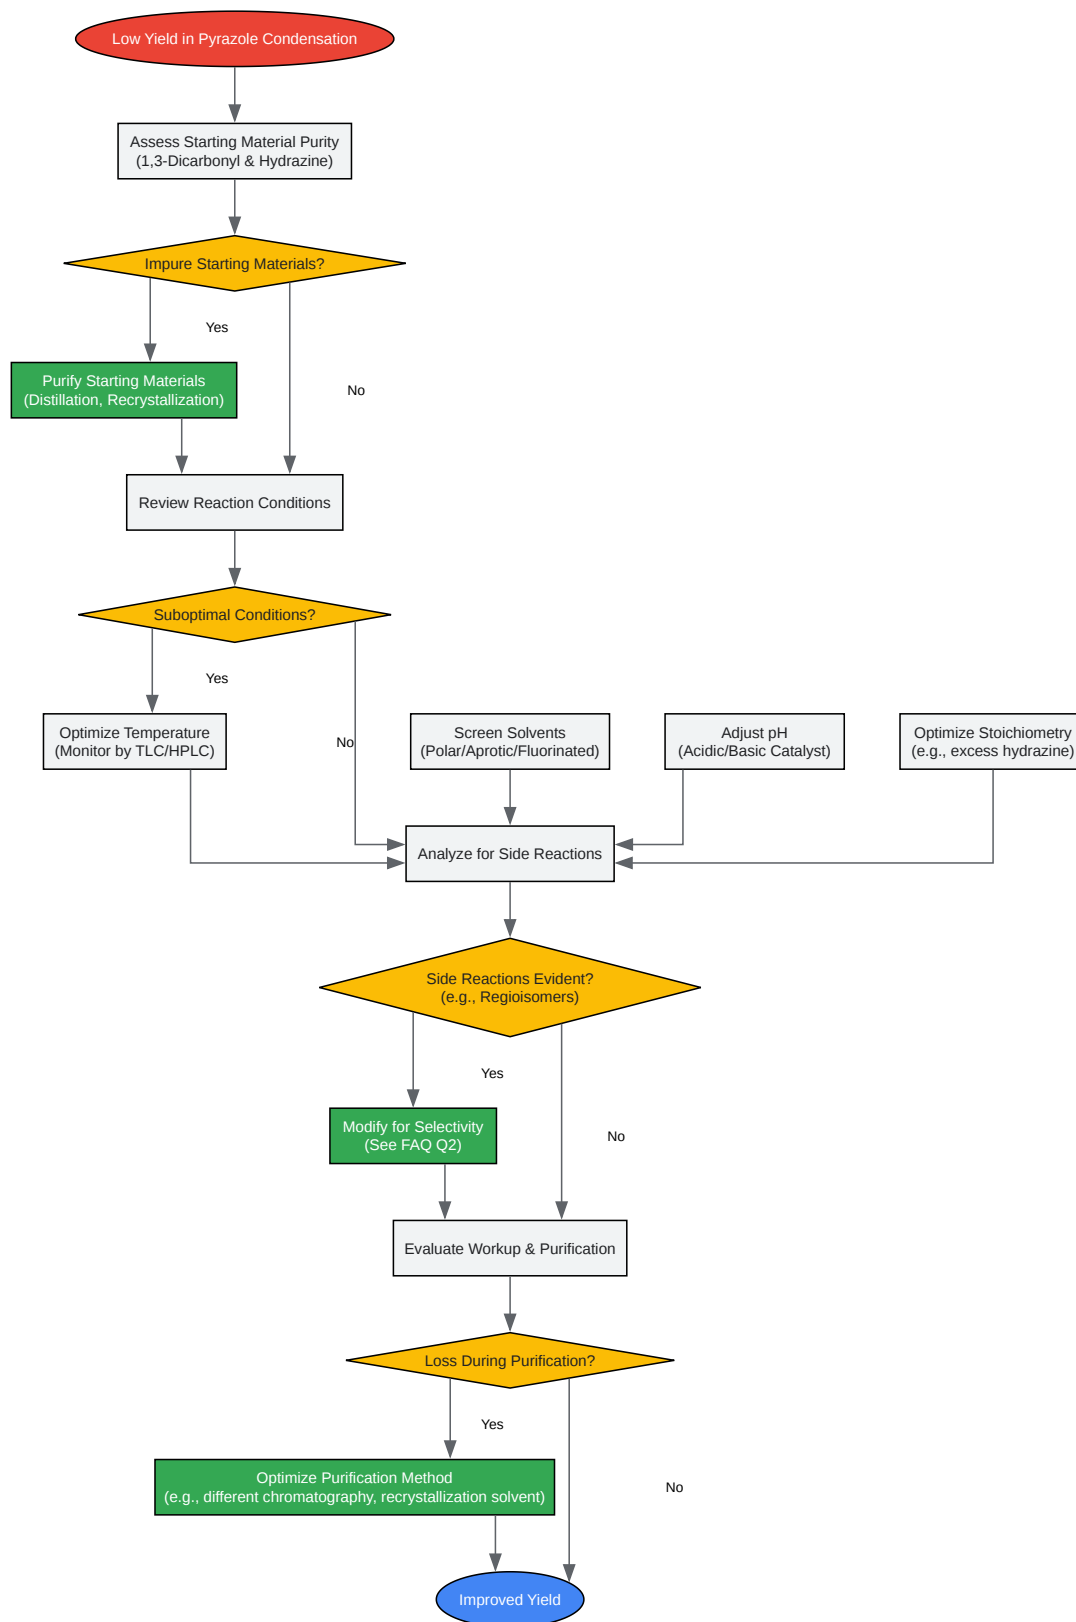 Low Yield in Pyrazole Condensation
Assess Starting Material Purity
(1,3-Dicarbonyl & Hydrazine)
Impure Starting Materials?
Yes
Purify Starting Materials
(Distillation, Recrystallization)
No
Review Reaction Conditions
Suboptimal Conditions?
Yes
Optimize Temperature
(Monitor by TLC/HPLC)
No
Screen Solvents
(Polar/Aprotic/Fluorinated)
Adjust pH
(Acidic/Basic Catalyst)
Optimize Stoichiometry
(e.g., excess hydrazine)
Analyze for Side Reactions
Side Reactions Evident?
(e.g., Regioisomers)
Yes
Modify for Selectivity
(See FAQ Q2)
No
Evaluate Workup & Purification
Loss During Purification?
Yes
Optimize Purification Method
(e.g., different chromatography, recrystallization solvent)
No
Improved Yield